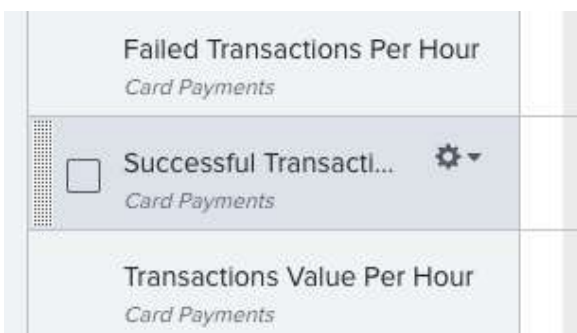 Failed Transactions Per Hour
Card Payments
Successful Transacti...
Card Payments
Transactions Value Per Hour
Card Payments